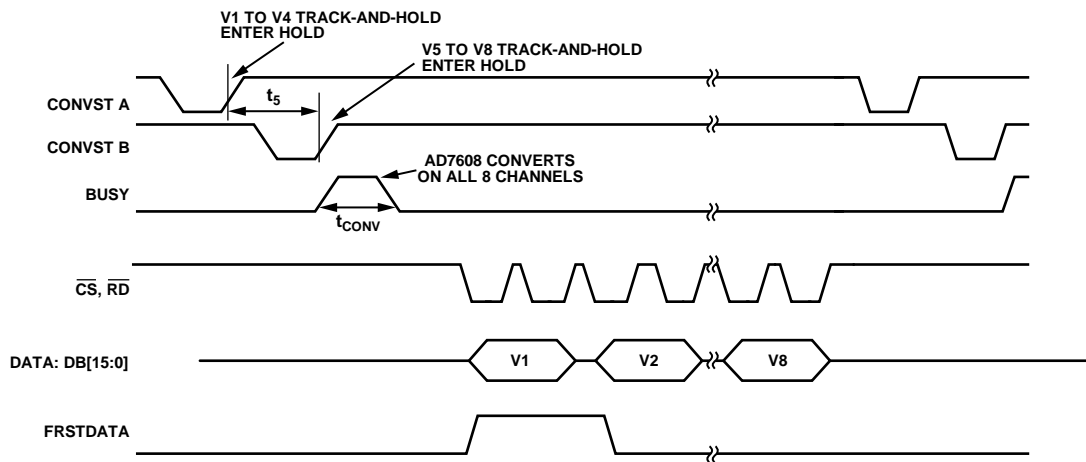 V1 TO V4 TRACK-AND-HOLD
ENTER HOLD
V5 TO V8 TRACK-AND-HOLD
ENTER HOLD
CONVST A
t5
CONVST B
AD7608 CONVERTS
ON ALL 8 CHANNELS
BUSY
tCONV
CS, RD
DATA: DB[15:0]
V1
V2
V8
FRSTDATA